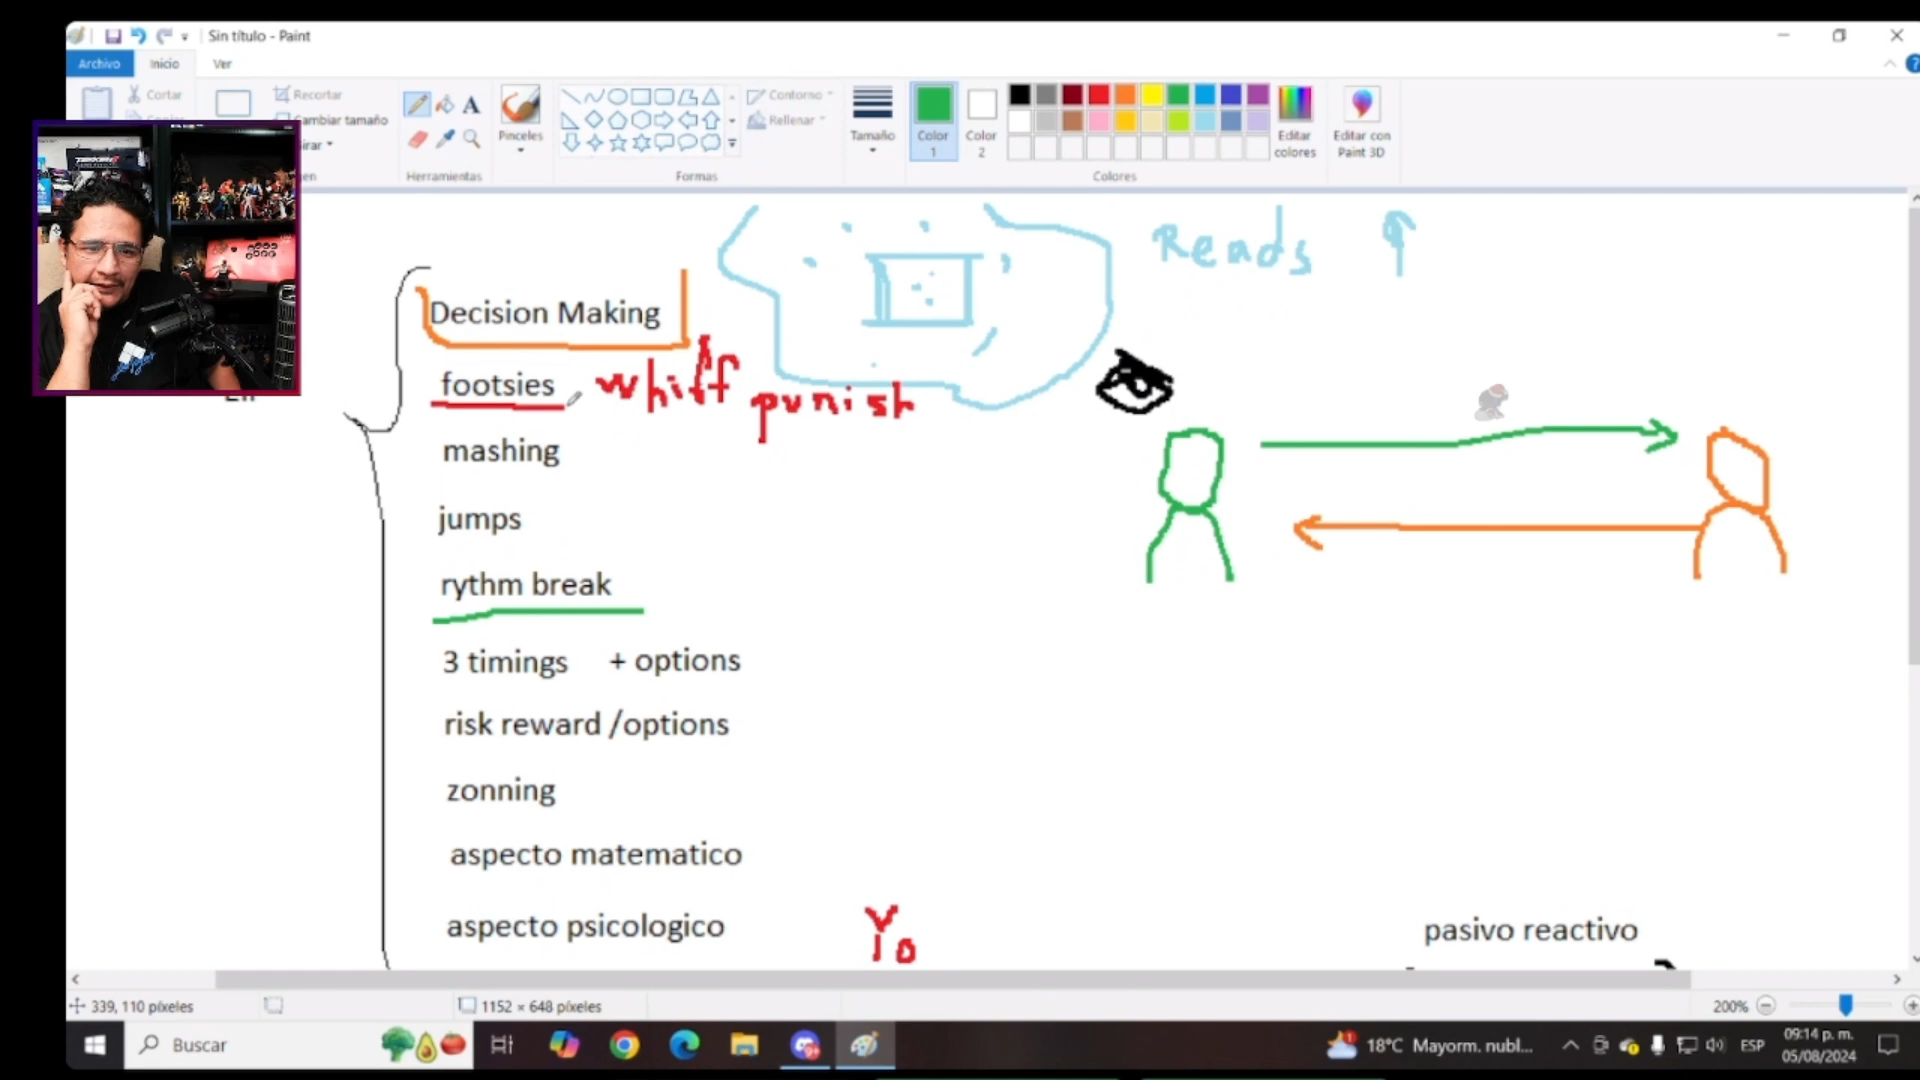 Sin título - Paint
Archivo Inicio Ver
Cortar
Recortar
Cambiar tamaño
Pinceles
Contorno
Rellenar
Tamaño
Color 1
Color 2
Editar colores
Editar con Paint 3D
Herramientas
Formas
Colores
TEKKEN 8
Reads
Decision Making
footsies whiff punish
mashing
jumps
rythm break
3 timings + options
risk reward /options
zonning
aspecto matematico
aspecto psicologico Yo
pasivo reactivo
339, 110 píxeles
1152 × 648 píxeles
200%
Buscar
18°C Mayorm. nubl...
ESP
09:14 p. m.
05/08/2024